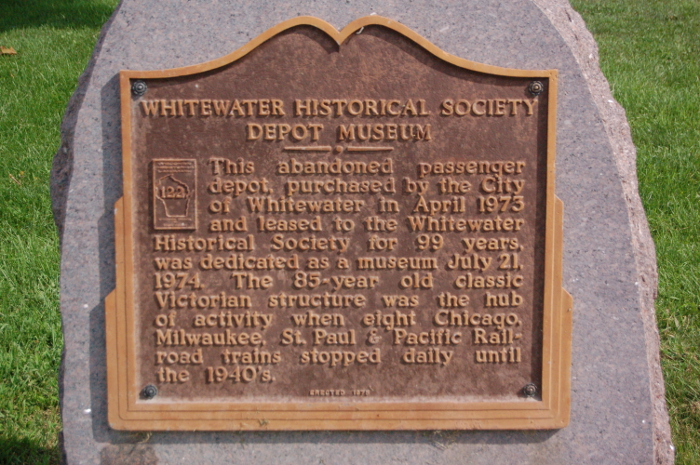 WHITEWATER HISTORICAL SOCIETY
DEPOT MUSEUM
122
This abandoned passenger
depot, purchased by the City
of Whitewater in April 1973
and leased to the Whitewater
Historical Society for 99 years,
was dedicated as a museum July 21,
1974. The 85-year old classic
Victorian structure was the hub
of activity when eight Chicago,
Milwaukee, St. Paul & Pacific Rail-
road trains stopped daily until
the 1940's.
ERECTED 1975